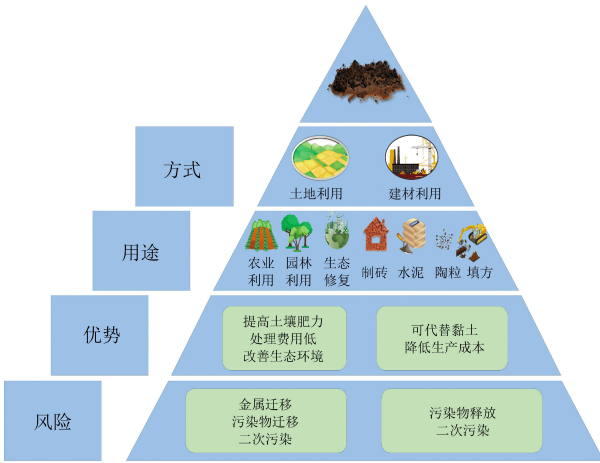 方式
土地利用
建材利用
用途
农业
利用
园林
利用
生态
修复
制砖
水泥
陶粒
填方
优势
提高土壤肥力
处理费用低
改善生态环境
可代替黏土
降低生产成本
风险
金属迁移
污染物迁移
二次污染
污染物释放
二次污染